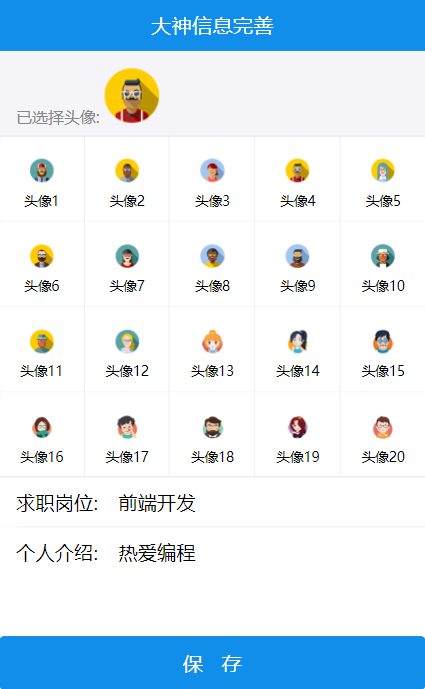 大神信息完善
已选择头像:
头像1 头像2 头像3 头像4 头像5
头像6 头像7 头像8 头像9 头像10
头像11 头像12 头像13 头像14 头像15
头像16 头像17 头像18 头像19 头像20
求职岗位: 前端开发
个人介绍: 热爱编程
保 存